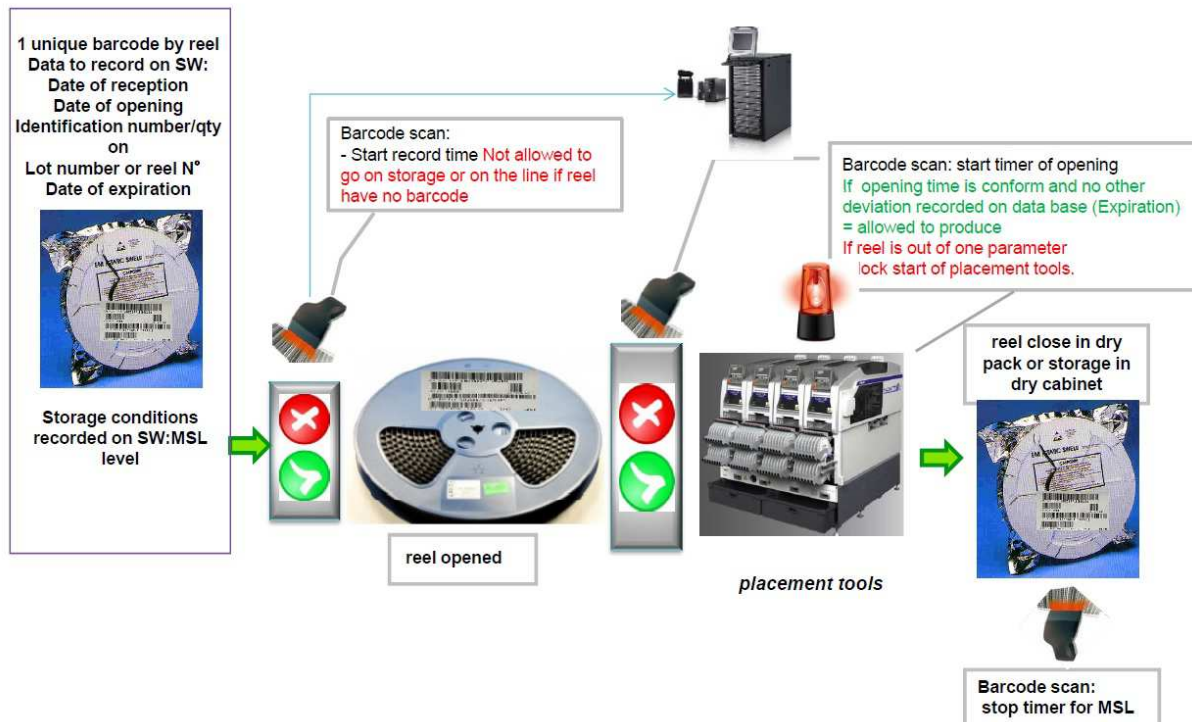 1 unique barcode by reel
Data to record on SW:
Date of reception
Date of opening
Identification number/qty
on
Lot number or reel N°
Date of expiration
Storage conditions
recorded on SW:MSL
level
Barcode scan:
- Start record time Not allowed to
go on storage or on the line if reel
have no barcode
reel opened
Barcode scan: start timer of opening
If opening time is conform and no other
deviation recorded on data base (Expiration)
= allowed to produce
If reel is out of one parameter
lock start of placement tools.
placement tools
reel close in dry
pack or storage in
dry cabinet
Barcode scan:
stop timer for MSL